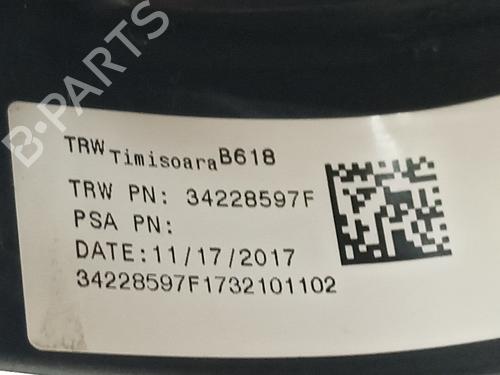 B-PARTS
TRW Timisoara B618
TRW PN: 34228597F
PSA PN:
DATE:11/17/2017
34228597F1732101102